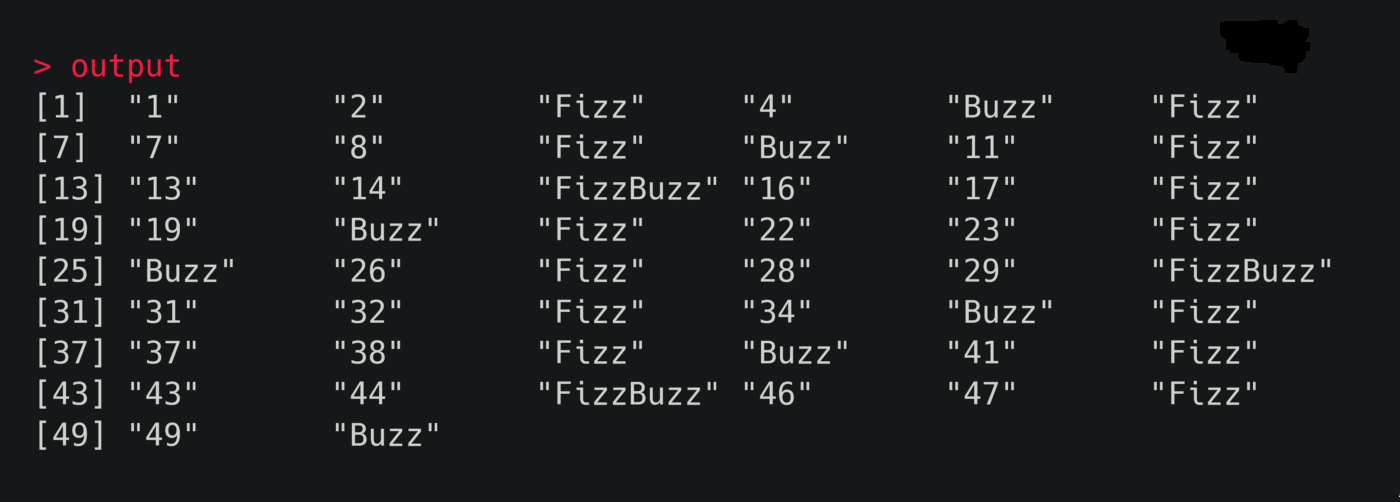 > output
[1] "1" "2" "Fizz" "4" "Buzz" "Fizz"
[7] "7" "8" "Fizz" "Buzz" "11" "Fizz"
[13] "13" "14" "FizzBuzz" "16" "17" "Fizz"
[19] "19" "Buzz" "Fizz" "22" "23" "Fizz"
[25] "Buzz" "26" "Fizz" "28" "29" "FizzBuzz"
[31] "31" "32" "Fizz" "34" "Buzz" "Fizz"
[37] "37" "38" "Fizz" "Buzz" "41" "Fizz"
[43] "43" "44" "FizzBuzz" "46" "47" "Fizz"
[49] "49" "Buzz"